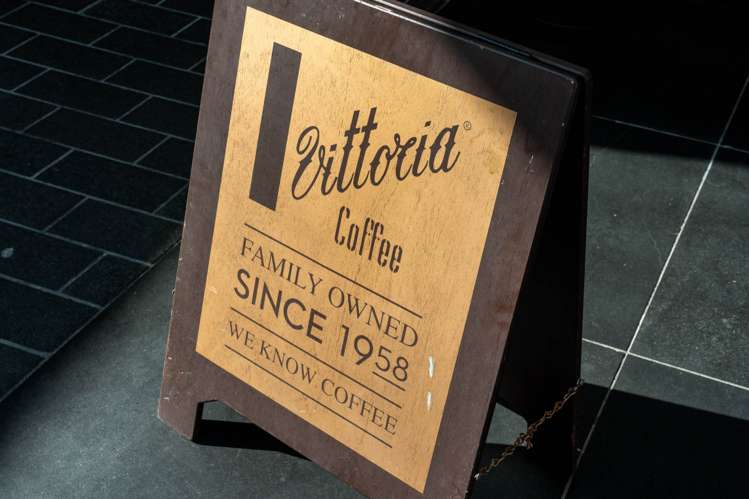 Vittoria®
Coffee
FAMILY OWNED
SINCE 1958
WE KNOW COFFEE